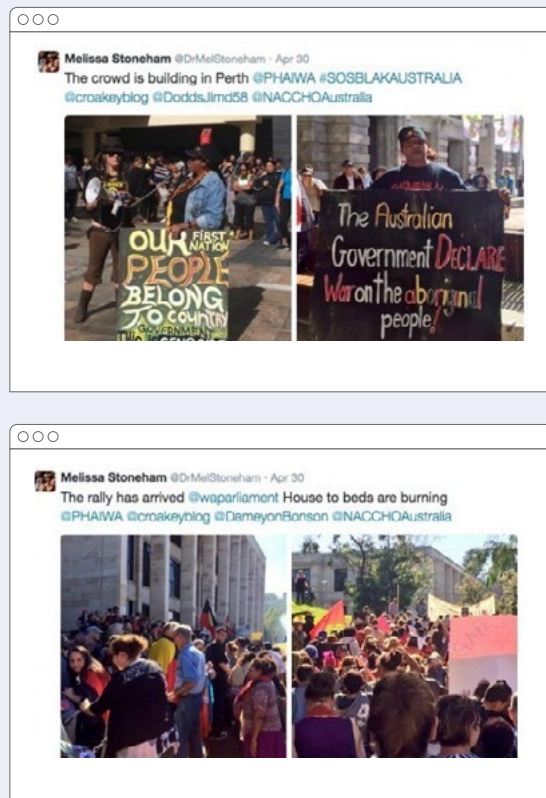 Melissa Stoneham @DrMelStoneham · Apr 30
The crowd is building in Perth @PHAIWA #SOSBLAKAUSTRALIA
@croakeyblog @DoddsJimd58 @NACCHOAustralia
OUR FIRST NATION
PEOPLE
BELONG
TO COUNTRY
GOVERNMENT
The Australian
Government DECLARE
War on the aboriginal
people!
Melissa Stoneham @DrMelStoneham · Apr 30
The rally has arrived @waparliament House to beds are burning
@PHAIWA @croakeyblog @DameyonBonson @NACCHOAustralia